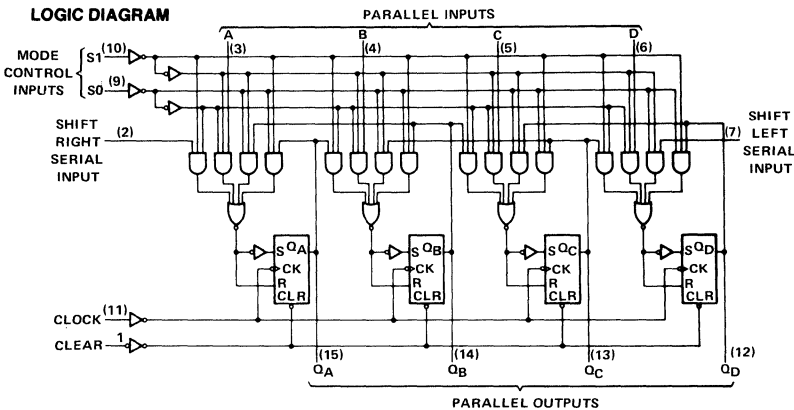 LOGIC DIAGRAM
PARALLEL INPUTS
A B C D
(3) (4) (5) (6)
MODE
CONTROL
INPUTS
S1 (10)
S0 (9)
SHIFT
RIGHT
SERIAL
INPUT
(2)
(7)
SHIFT
LEFT
SERIAL
INPUT
S QA
CK
R
CLR
S QB
CK
R
CLR
S QC
CK
R
CLR
S QD
CK
R
CLR
CLOCK (11)
CLEAR 1
(15) (14) (13) (12)
QA QB QC QD
PARALLEL OUTPUTS